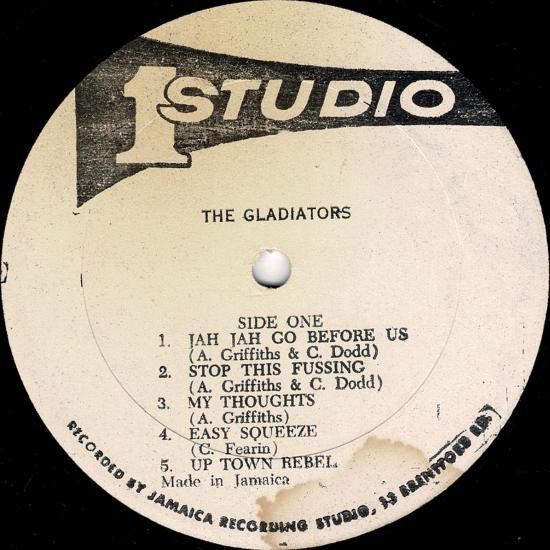 1 STUDIO
THE GLADIATORS
SIDE ONE
1. JAH JAH GO BEFORE US
(A. Griffiths & C. Dodd)
2. STOP THIS FUSSING
(A. Griffiths & C. Dodd)
3. MY THOUGHTS
(A. Griffiths)
4. EASY SQUEEZE
(C. Fearin)
5. UP TOWN REBEL
Made in Jamaica
RECORDED BY JAMAICA RECORDING STUDIO, 13 BRENTFORD RD.